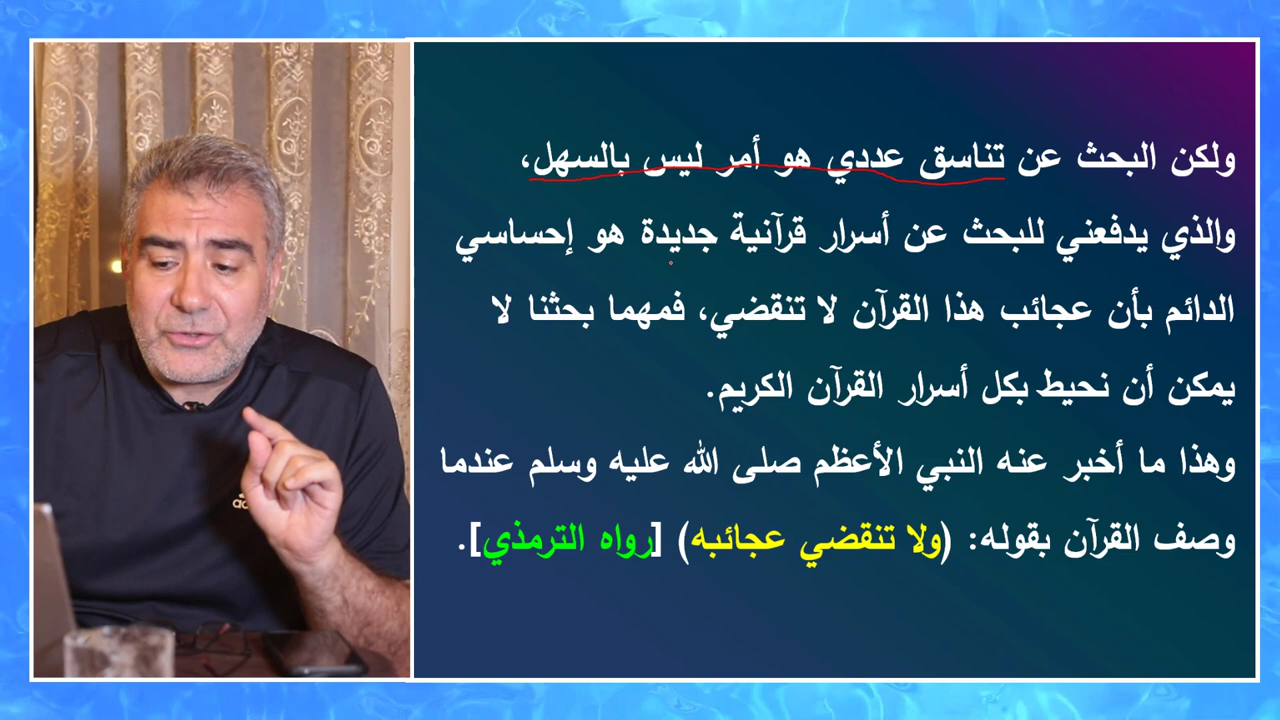 ولكن البحث عن تناسق عددي هو أمر ليس بالسهل،
والذي يدفعني للبحث عن أسرار قرآنية جديدة هو إحساسي
الدائم بأن عجائب هذا القرآن لا تنقضي، فمهما بحثنا لا
يمكن أن نحيط بكل أسرار القرآن الكريم.
وهذا ما أخبر عنه النبي الأعظم صلى الله عليه وسلم عندما
وصف القرآن بقوله: (ولا تنقضي عجائبه) [رواه الترمذي].